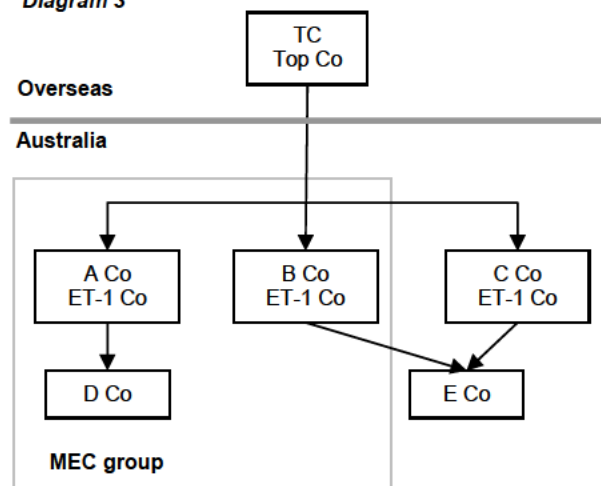 Diagram 3
TC
Top Co
Overseas
Australia
A Co
ET-1 Co
B Co
ET-1 Co
C Co
ET-1 Co
D Co
E Co
MEC group